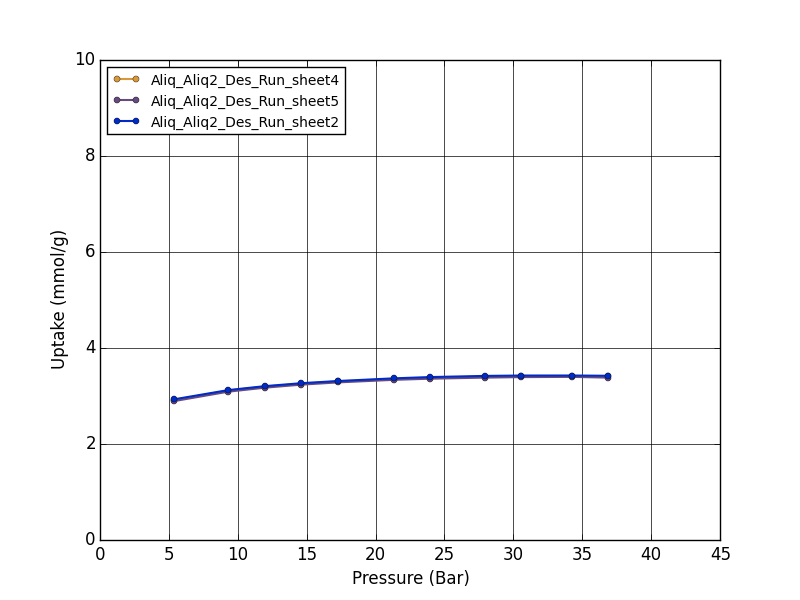 10
8
6
4
2
0
Uptake (mmol/g)
Aliq_Aliq2_Des_Run_sheet4
Aliq_Aliq2_Des_Run_sheet5
Aliq_Aliq2_Des_Run_sheet2
0 5 10 15 20 25 30 35 40 45
Pressure (Bar)